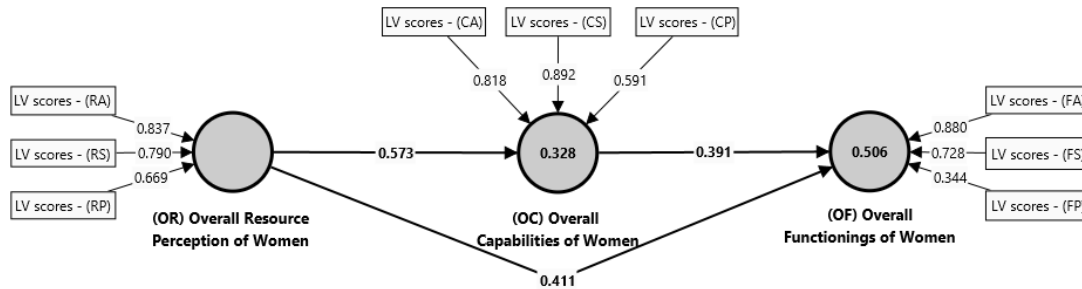 LV scores - (CA)
LV scores - (CS)
LV scores - (CP)
0.818
0.892
0.591
LV scores - (RA)
0.837
LV scores - (RS)
0.790
0.669
LV scores - (RP)
0.573
0.328
0.391
0.506
LV scores - (FA)
0.880
0.728
LV scores - (FS)
0.344
LV scores - (FP)
(OR) Overall Resource
Perception of Women
(OC) Overall
Capabilities of Women
(OF) Overall
Functionings of Women
0.411